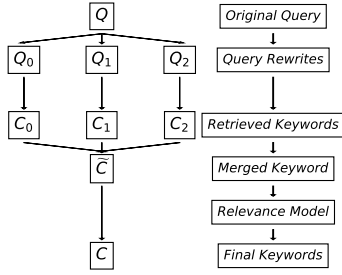 Q Original Query
Q₀ Q₁ Q₂ Query Rewrites
C₀ C₁ C₂ Retrieved Keywords
C̃ Merged Keyword
Relevance Model
C Final Keywords